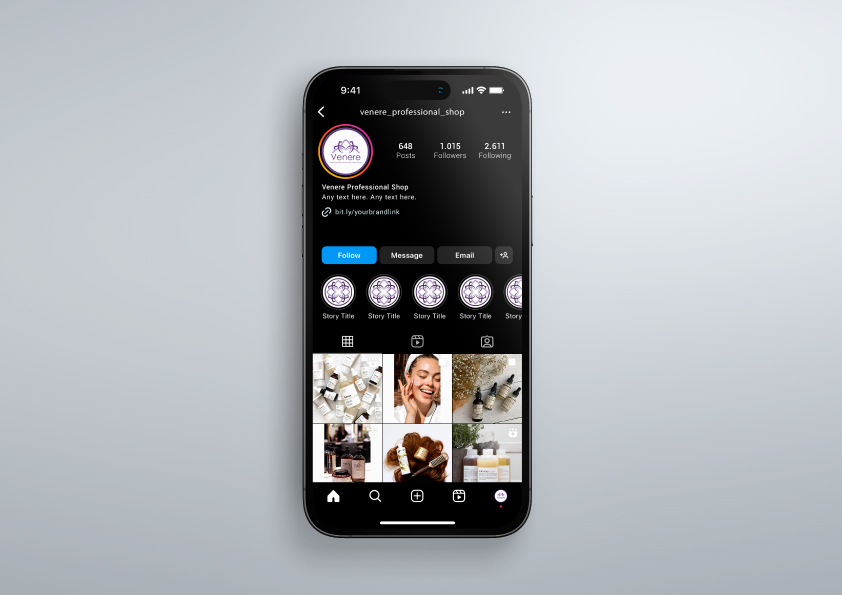 9:41
venere_professional_shop
Venere
648
Posts
1.015
Followers
2.611
Following
Venere Professional Shop
Any text here. Any text here.
bit.ly/yourbrandlink
Follow
Message
Email
Story Title
Story Title
Story Title
Story Title
Story